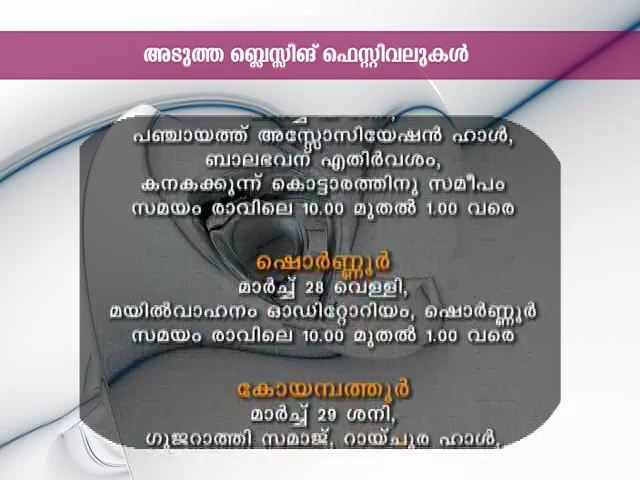 അടുത്ത ബ്ലെസ്സിങ് ഫെസ്റ്റിവലുകൾ
പഞ്ചായത്ത് അസ്സോസിയേഷൻ ഹാൾ,
ബാലഭവന് എതിർവശം,
കനകക്കുന്ന് കൊട്ടാരത്തിനു സമീപം
സമയം രാവിലെ 10.00 മുതൽ 1.00 വരെ
ഷൊർണ്ണൂർ
മാർച്ച് 28 വെള്ളി,
മയിൽവാഹനം ഓഡിറ്റോറിയം, ഷൊർണ്ണൂർ
സമയം രാവിലെ 10.00 മുതൽ 1.00 വരെ
കോയമ്പത്തൂർ
മാർച്ച് 29 ശനി,
ഗുജറാത്തി സമാജ്, റായ്ചുര ഹാൾ,